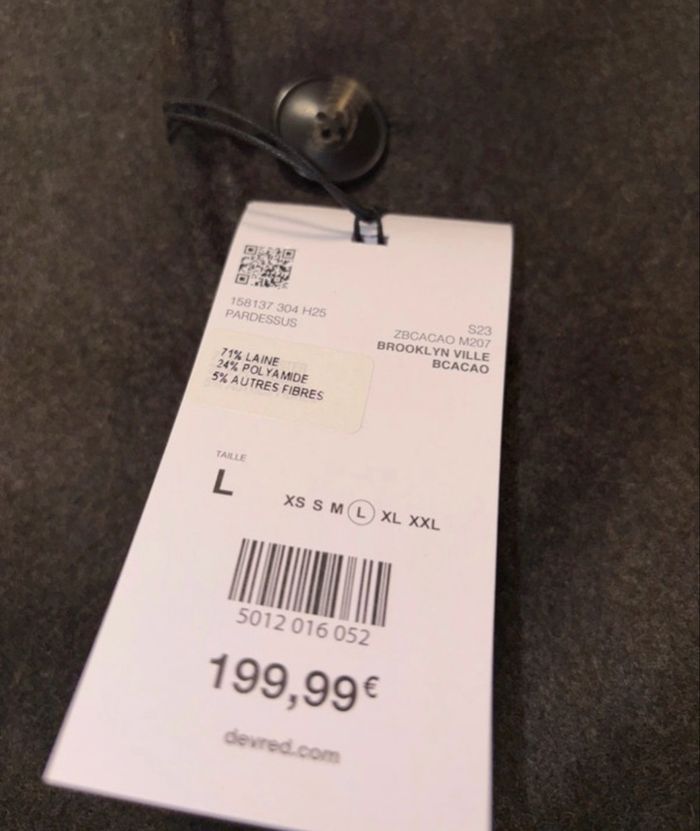 158137 304 H25
PARDESSUS
S23
ZBCACAO M207
BROOKLYN VILLE
BCACAO
71% LAINE
24% POLYAMIDE
5% AUTRES FIBRES
TAILLE
L
XS S M L XL XXL
5012 016 052
199,99€
devred.com